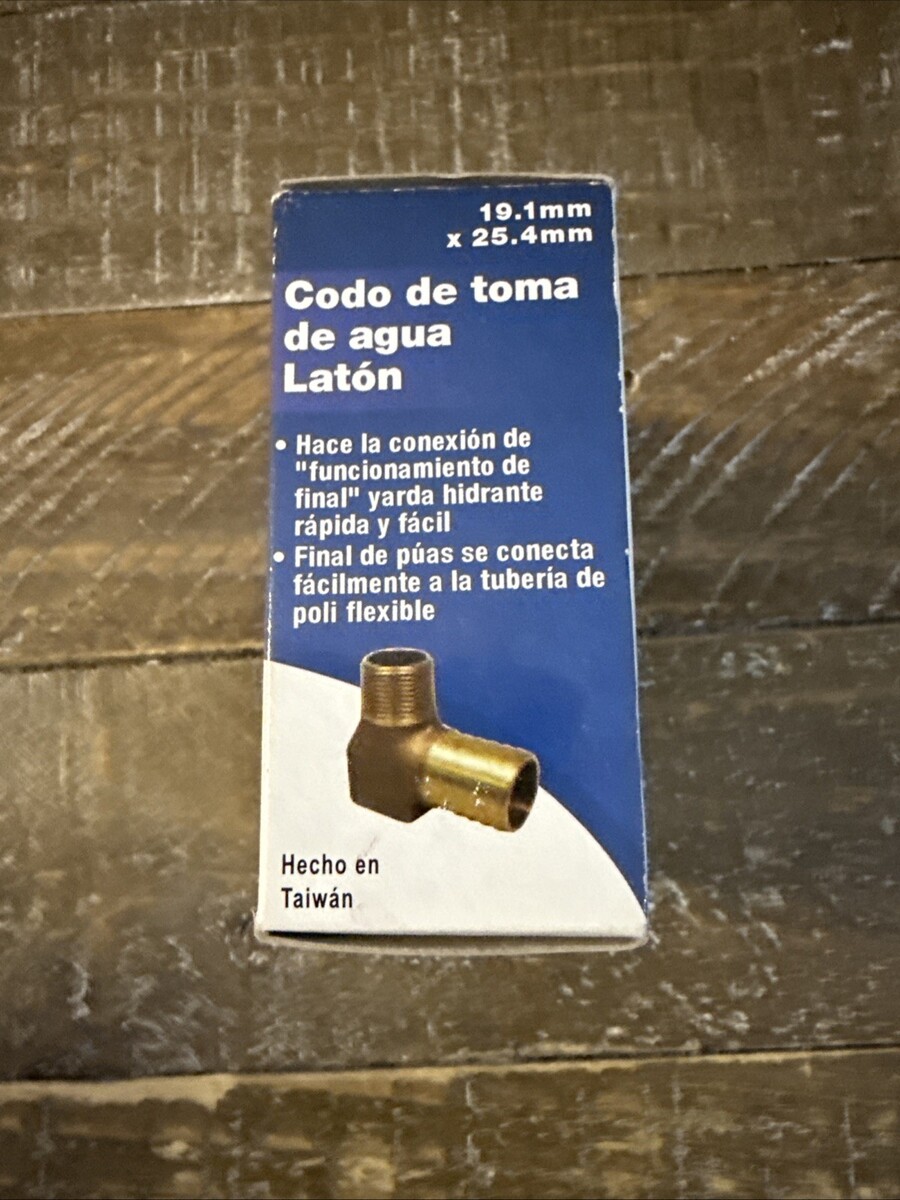 19.1mm
x 25.4mm
Codo de toma
de agua
Latón
• Hace la conexión de
"funcionamiento de
final" yarda hidrante
rápida y fácil
• Final de púas se conecta
fácilmente a la tubería de
poli flexible
Hecho en
Taiwán